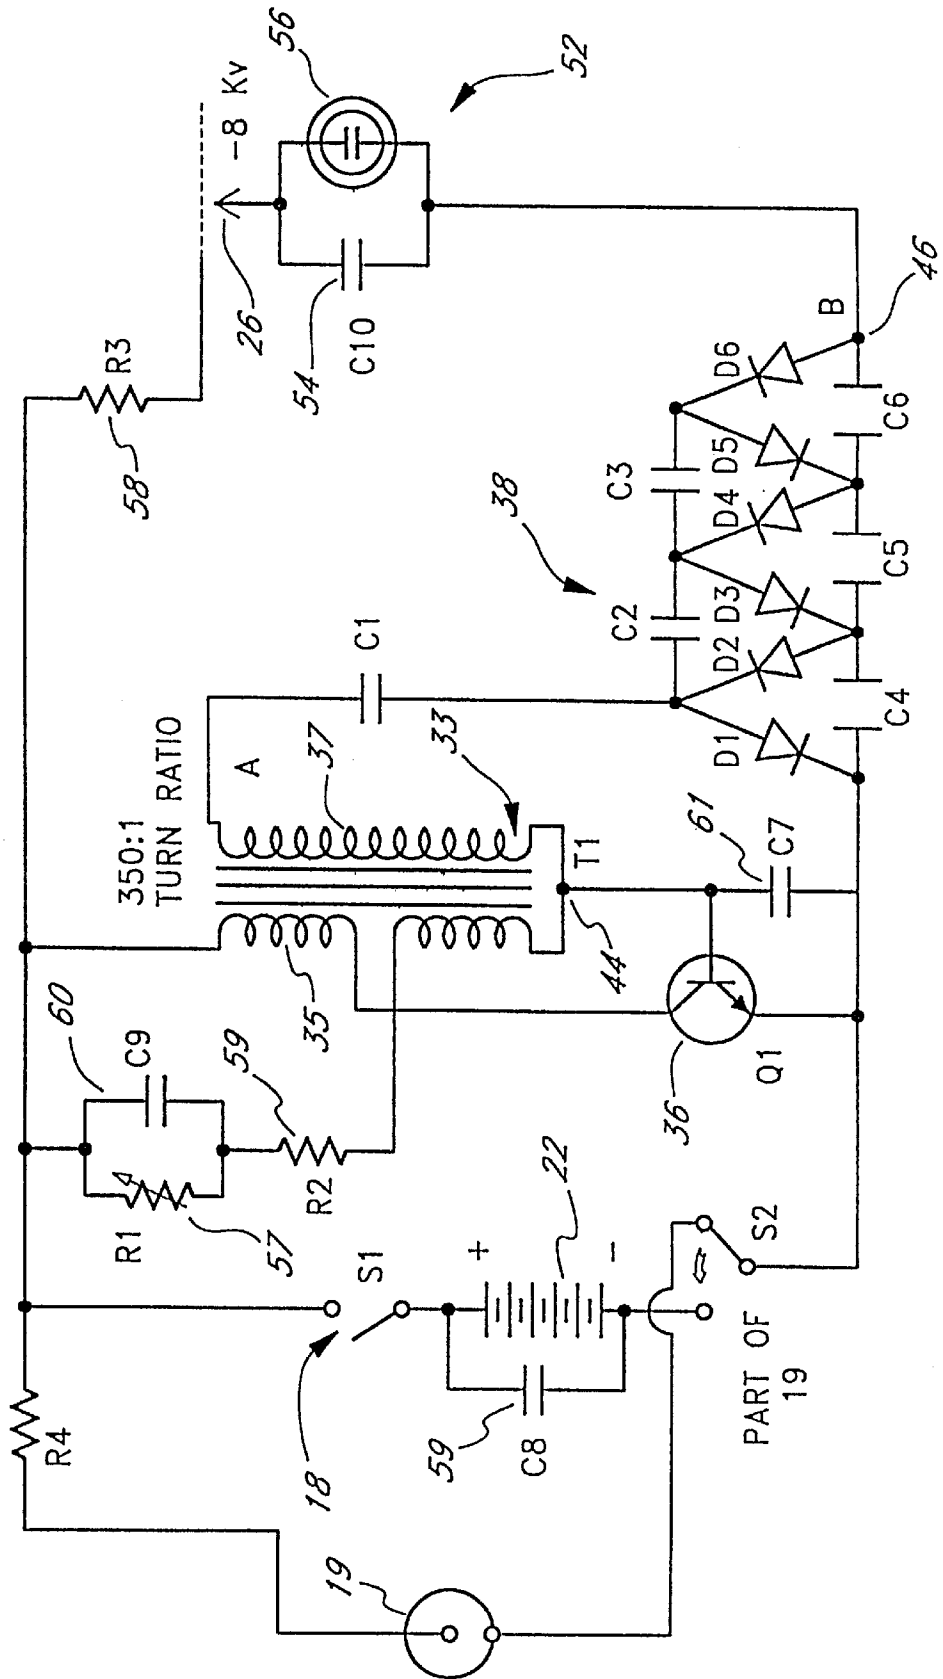 350:1
TURN RATIO
A
37
33
35
T1
44
C1
R3
58
26
-8 Kv
56
52
54
C10
60
C9
59
R2
R1
57
S1
18
+
-
22
59
C8
R4
19
PART OF
19
S2
36
Q1
61
C7
38
C2
C3
D1
D2
D3
D4
D5
D6
C4
C5
C6
B
46